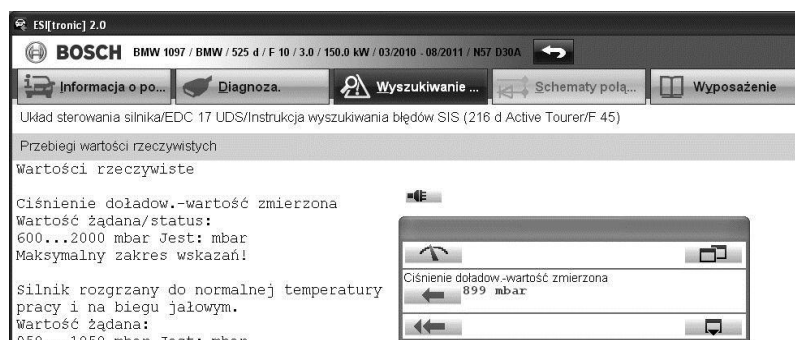 ESI[tronic] 2.0
BOSCH BMW 1097 / BMW / 525 d / F 10 / 3.0 / 150.0 kW / 03/2010 - 08/2011 / N57 D30A
Informacja o po... Diagnoza. Wyszukiwanie ... Schematy połą... Wyposażenie
Układ sterowania silnika/EDC 17 UDS/Instrukcja wyszukiwania błędów SIS (216 d Active Tourer/F 45)
Przebiegi wartości rzeczywistych
Wartości rzeczywiste
Ciśnienie doładow.-wartość zmierzona
Wartość żądana/status:
600...2000 mbar Jest: mbar
Maksymalny zakres wskazań!
Silnik rozgrzany do normalnej temperatury
pracy i na biegu jałowym.
Wartość żądana:
Ciśnienie doładow.-wartość zmierzona
899 mbar